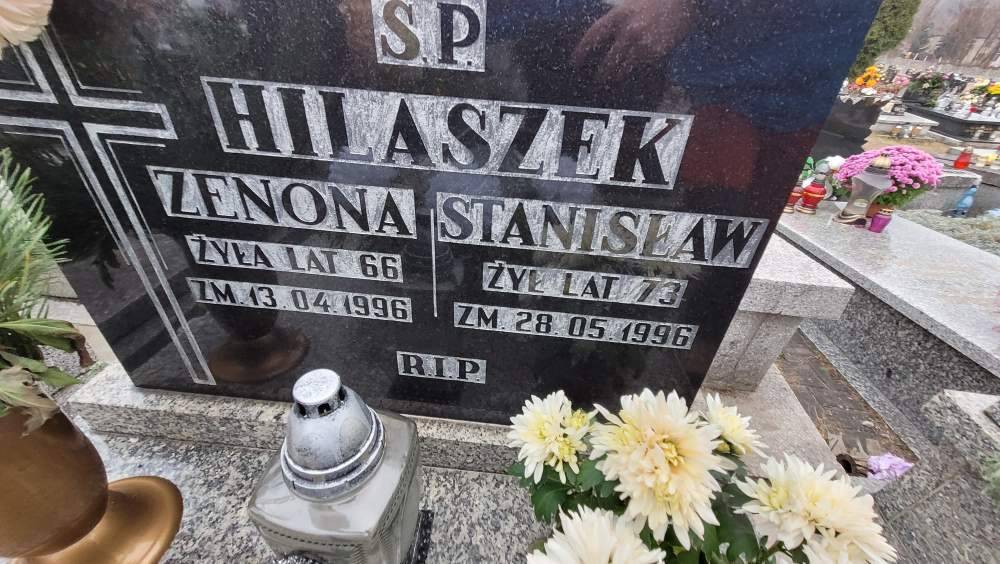 S.P.
HILASZEK
ZENONA
ŻYŁA LAT 66
ZM. 13.04.1996
STANISŁAW
ŻYŁ LAT 73
ZM. 28.05.1996
R.I.P.